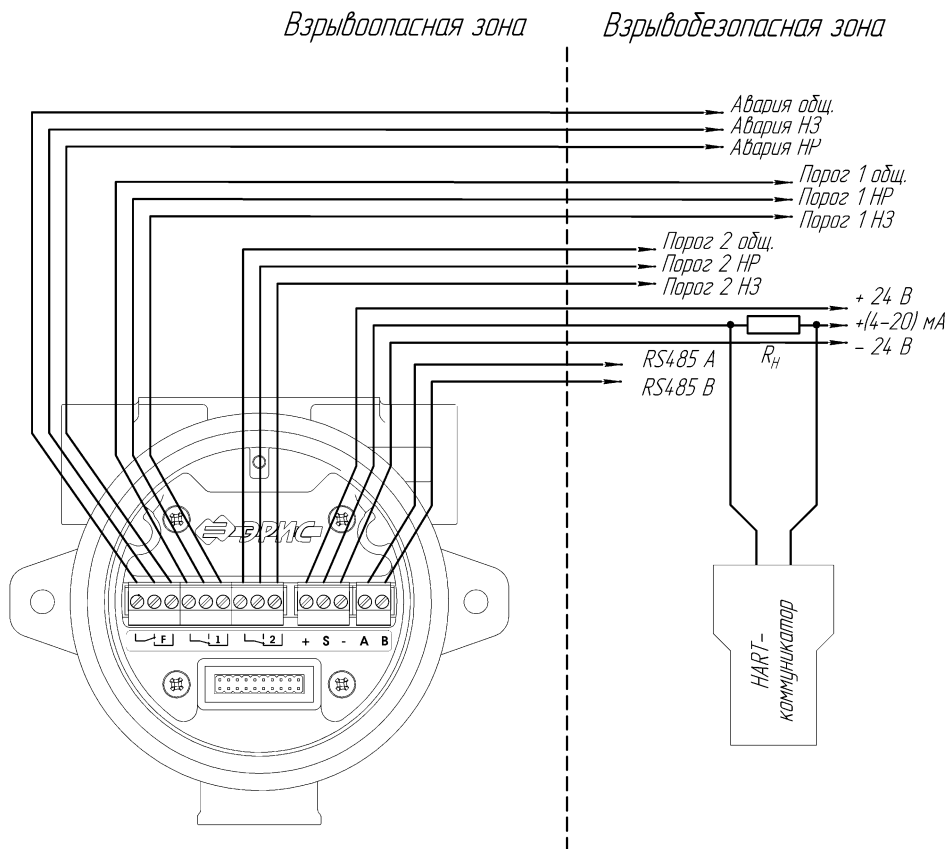 Взрывоопасная зона
Взрывобезопасная зона
Авария общ.
Авария НЗ
Авария НР
Порог 1 общ.
Порог 1 НР
Порог 1 НЗ
Порог 2 общ.
Порог 2 НР
Порог 2 НЗ
+ 24 В
+(4-20) мА
- 24 В
RН
RS485 A
RS485 B
ЭРИС
F 1 2 + S - A B
HART-
коммуникатор